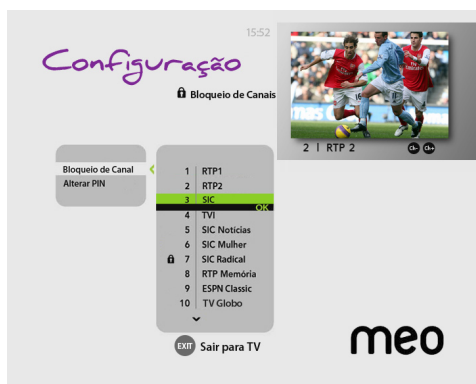 15:52
Configuração
Bloqueio de Canais
2 | RTP 2
Ch- Ch+
Bloqueio de Canal
Alterar PIN
1 RTP1
2 RTP2
3 SIC
OK
4 TVI
5 SIC Notícias
6 SIC Mulher
7 SIC Radical
8 RTP Memória
9 ESPN Classic
10 TV Globo
EXIT Sair para TV
meo